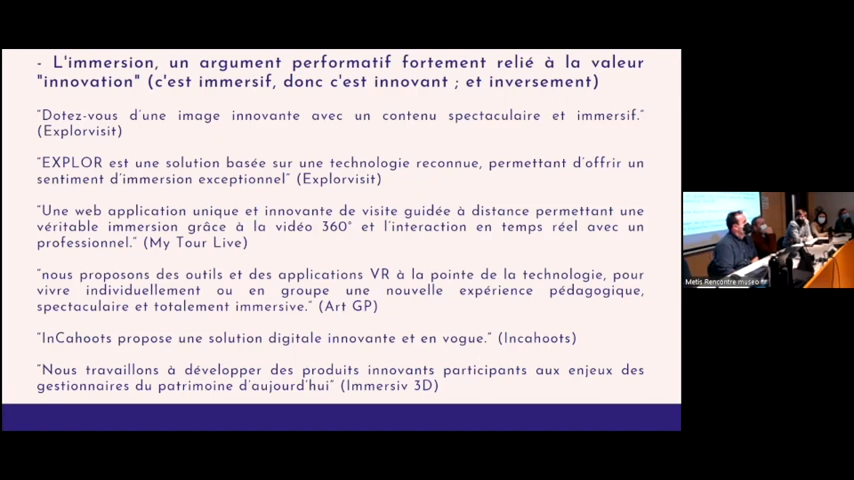 - L'immersion, un argument performatif fortement relié à la valeur
"innovation" (c'est immersif, donc c'est innovant ; et inversement)
"Dotez-vous d'une image innovante avec un contenu spectaculaire et immersif."
(Explorvisit)
"EXPLOR est une solution basée sur une technologie reconnue, permettant d'offrir un
sentiment d'immersion exceptionnel" (Explorvisit)
"Une web application unique et innovante de visite guidée à distance permettant une
véritable immersion grâce à la vidéo 360° et l'interaction en temps réel avec un
professionnel." (My Tour Live)
"nous proposons des outils et des applications VR à la pointe de la technologie, pour
vivre individuellement ou en groupe une nouvelle expérience pédagogique,
spectaculaire et totalement immersive." (Art GP)
"InCahoots propose une solution digitale innovante et en vogue." (Incahoots)
"Nous travaillons à développer des produits innovants participants aux enjeux des
gestionnaires du patrimoine d'aujourd'hui" (Immersiv 3D)
Metis Rencontre museo